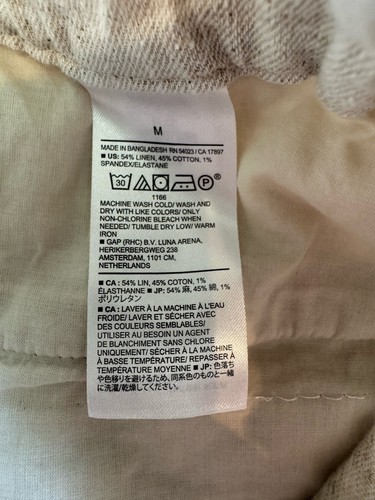 M
MADE IN BANGLADESH RN 54023 / CA 17897
■ US: 54% LINEN, 45% COTTON, 1%
SPANDEX/ELASTANE
30 P ®
1166
MACHINE WASH COLD/ WASH AND
DRY WITH LIKE COLORS/ ONLY
NON-CHLORINE BLEACH WHEN
NEEDED/ TUMBLE DRY LOW/ WARM
IRON
■ GAP (RHC) B.V. LUNA ARENA,
HERIKERBERGWEG 238
AMSTERDAM, 1101 CM,
NETHERLANDS
■ CA : 54% LIN, 45% COTON, 1%
ÉLASTHANNE ■ JP: 54% 麻, 45% 綿, 1%
ポリウレタン
■ CA : LAVER À LA MACHINE À L'EAU
FROIDE/ LAVER ET SÉCHER AVEC
DES COULEURS SEMBLABLES/
UTILISER AU BESOIN UN AGENT
DE BLANCHIMENT SANS CHLORE
UNIQUEMENT/ SÉCHER À LA MACHINE
À BASSE TEMPÉRATURE/ REPASSER À
TEMPÉRATURE MOYENNE ■ JP: 色落ち
や色移りを避けるため、同系色のものと一緒
に洗濯/乾燥してください。